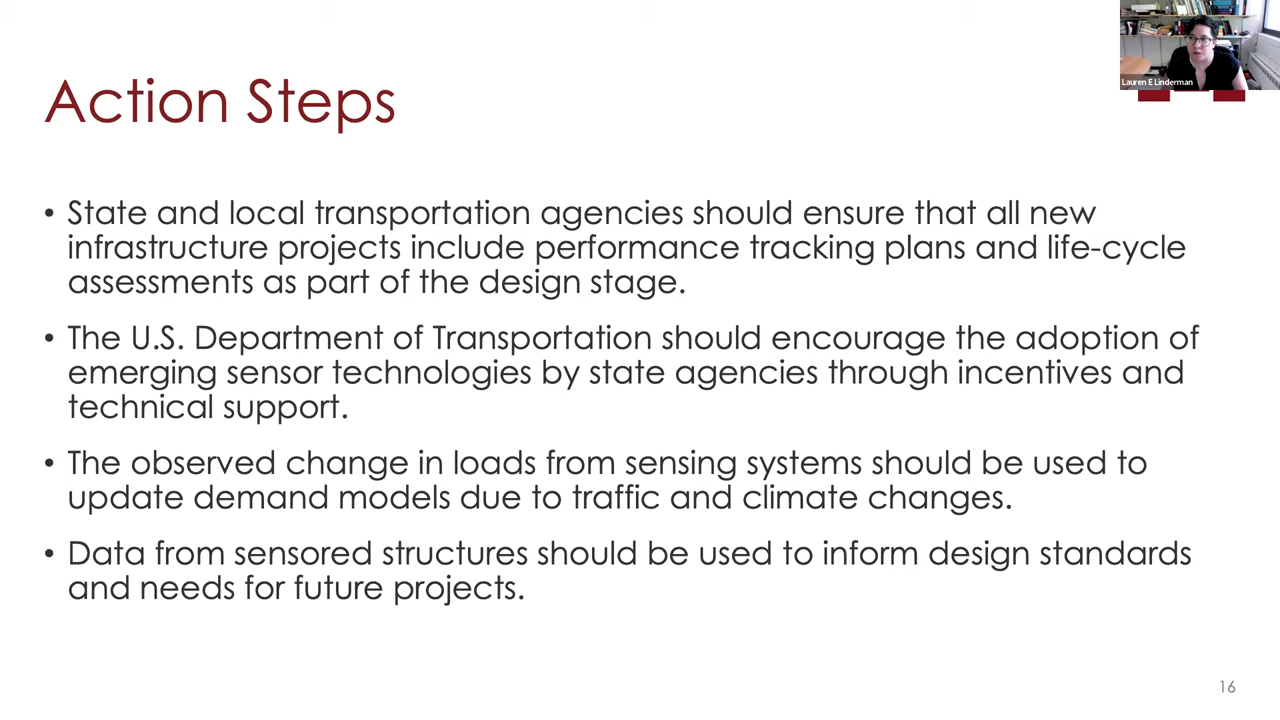 Lauren E Linderman
Action Steps
• State and local transportation agencies should ensure that all new
infrastructure projects include performance tracking plans and life-cycle
assessments as part of the design stage.
• The U.S. Department of Transportation should encourage the adoption of
emerging sensor technologies by state agencies through incentives and
technical support.
• The observed change in loads from sensing systems should be used to
update demand models due to traffic and climate changes.
• Data from sensored structures should be used to inform design standards
and needs for future projects.
16